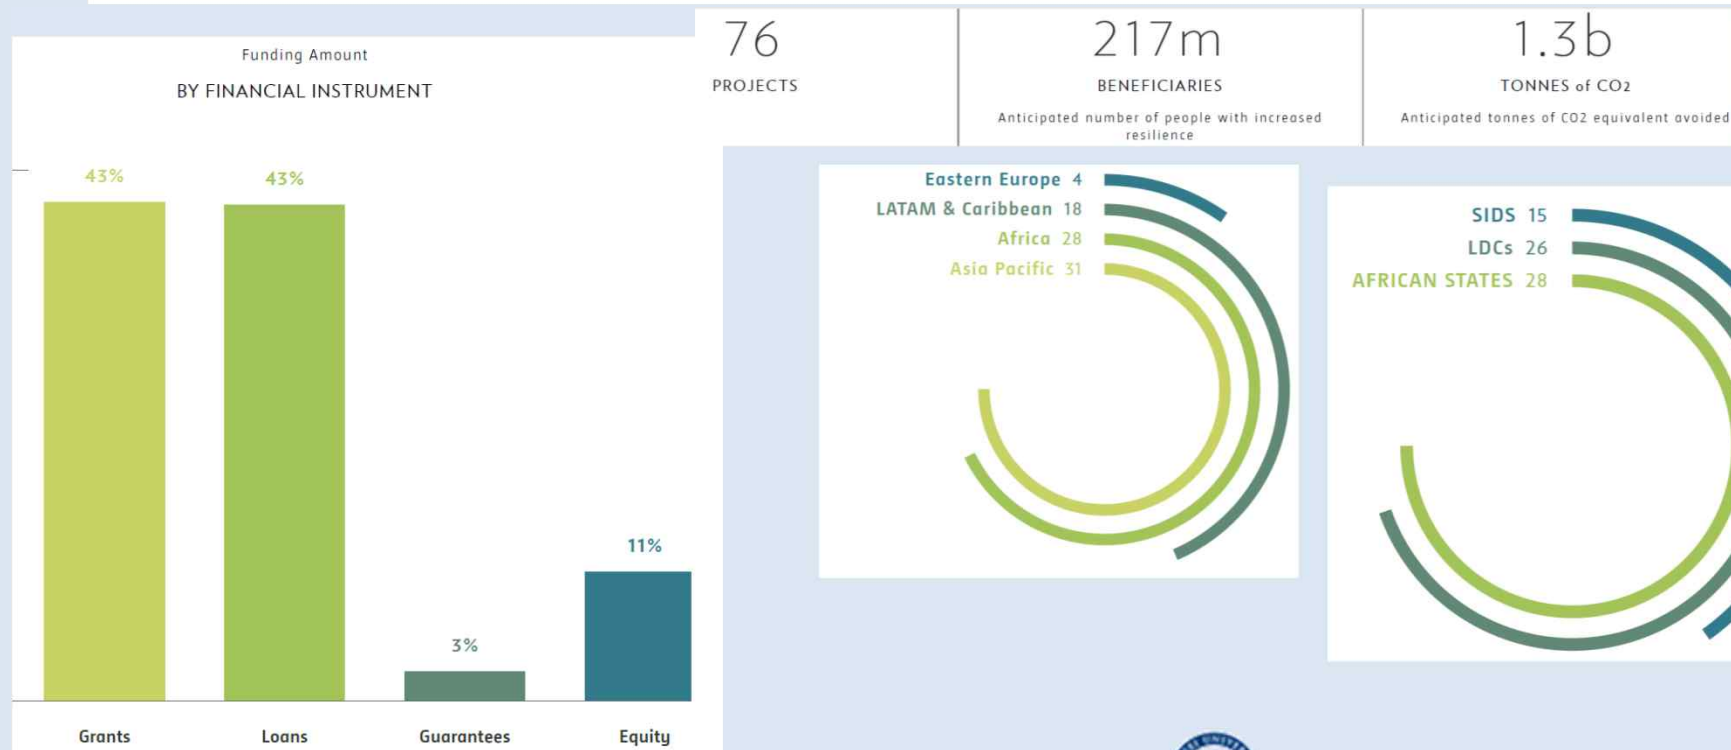 Funding Amount
BY FINANCIAL INSTRUMENT
43%
43%
3%
11%
Grants
Loans
Guarantees
Equity
76
PROJECTS
217m
BENEFICIARIES
Anticipated number of people with increased
resilience
1.3b
TONNES of CO2
Anticipated tonnes of CO2 equivalent avoided
Eastern Europe 4
LATAM & Caribbean 18
Africa 28
Asia Pacific 31
SIDS 15
LDCs 26
AFRICAN STATES 28